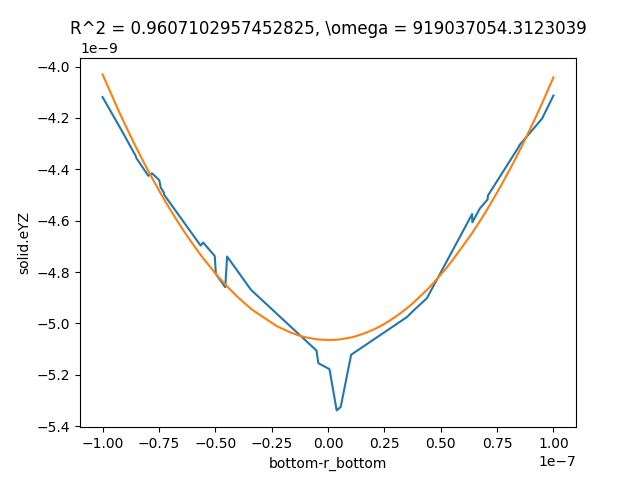 R^2 = 0.9607102957452825, \omega = 919037054.3123039
1e−9
−4.0
−4.2
−4.4
−4.6
−4.8
−5.0
−5.2
−5.4
solid.eYZ
−1.00 −0.75 −0.50 −0.25 0.00 0.25 0.50 0.75 1.00
bottom-r_bottom
1e−7